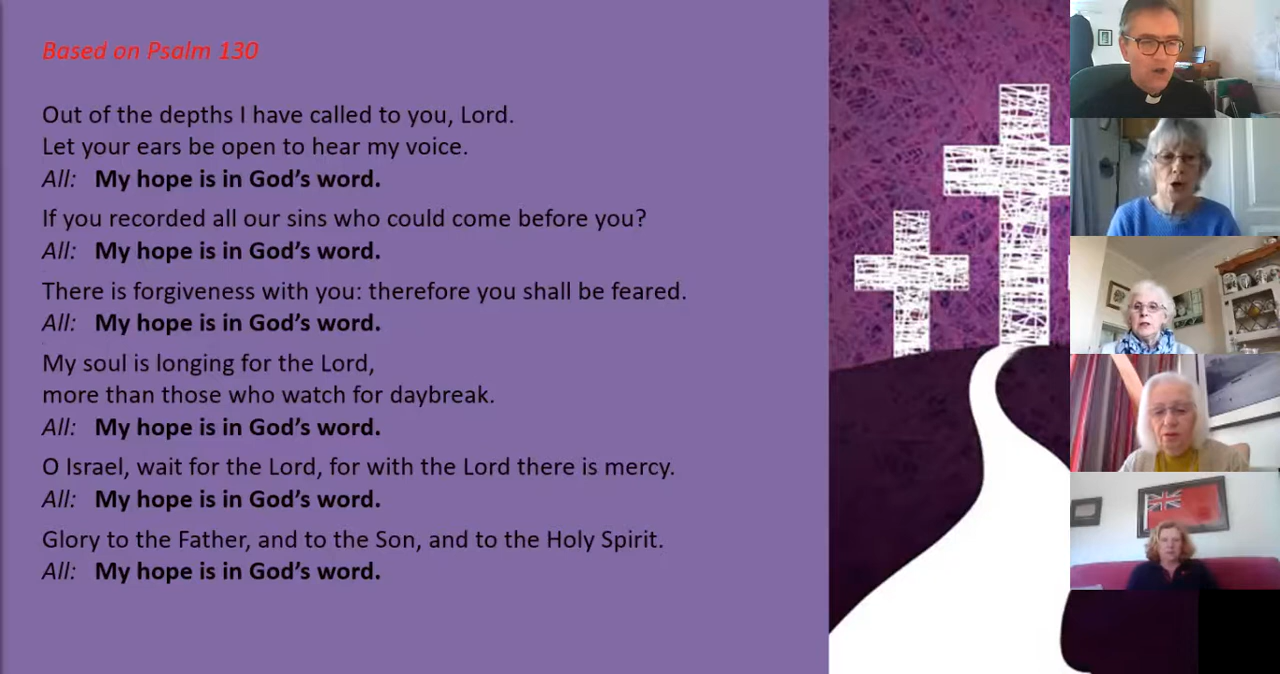 Based on Psalm 130
Out of the depths I have called to you, Lord.
Let your ears be open to hear my voice.
All: My hope is in God’s word.
If you recorded all our sins who could come before you?
All: My hope is in God’s word.
There is forgiveness with you: therefore you shall be feared.
All: My hope is in God’s word.
My soul is longing for the Lord,
more than those who watch for daybreak.
All: My hope is in God’s word.
O Israel, wait for the Lord, for with the Lord there is mercy.
All: My hope is in God’s word.
Glory to the Father, and to the Son, and to the Holy Spirit.
All: My hope is in God’s word.